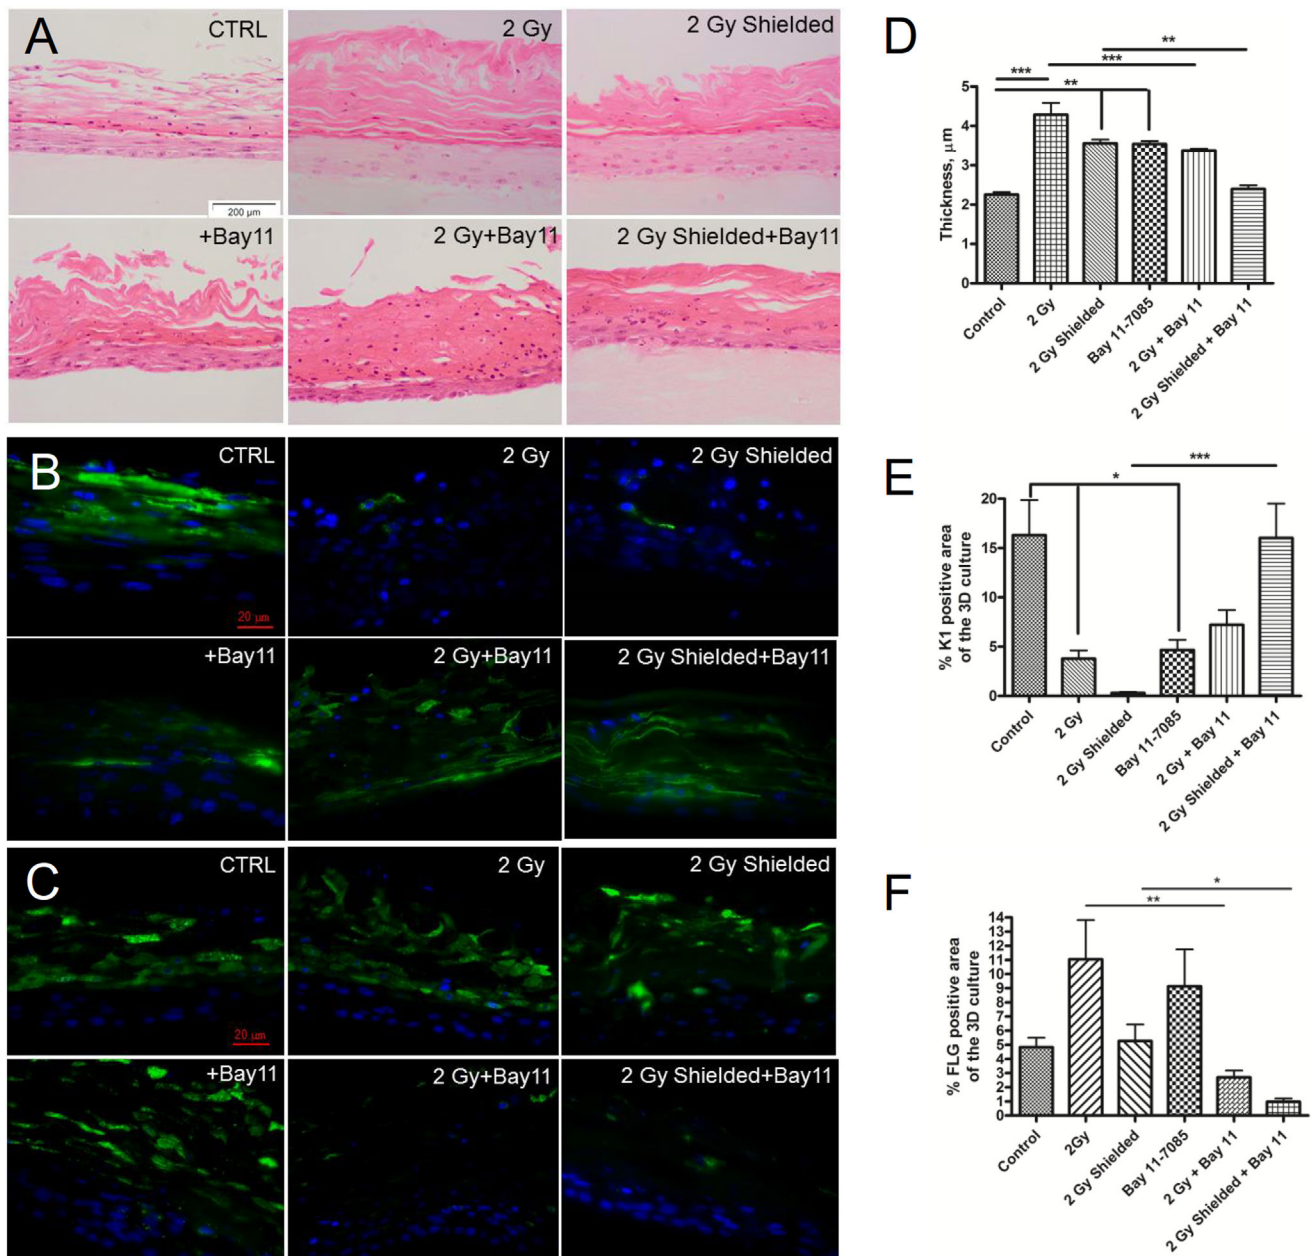 A
CTRL
2 Gy
2 Gy Shielded
200 µm
+Bay11
2 Gy+Bay11
2 Gy Shielded+Bay11
B
CTRL
2 Gy
2 Gy Shielded
20 µm
+Bay11
2 Gy+Bay11
2 Gy Shielded+Bay11
C
CTRL
2 Gy
2 Gy Shielded
20 µm
+Bay11
2 Gy+Bay11
2 Gy Shielded+Bay11
D
**
***
***
**
Thickness, µm
5
4
3
2
1
0
Control
2 Gy
2 Gy Shielded
Bay 11-7085
2 Gy + Bay 11
2 Gy Shielded + Bay 11
E
***
*
% K1 positive area
of the 3D culture
20
15
10
5
0
Control
2 Gy
2 Gy Shielded
Bay 11-7085
2 Gy + Bay 11
2 Gy Shielded + Bay 11
F
*
**
% FLG positive area
of the 3D culture
14
13
12
11
10
9
8
7
6
5
4
3
2
1
0
Control
2Gy
2 Gy Shielded
Bay 11-7085
2 Gy + Bay 11
2 Gy Shielded + Bay 11